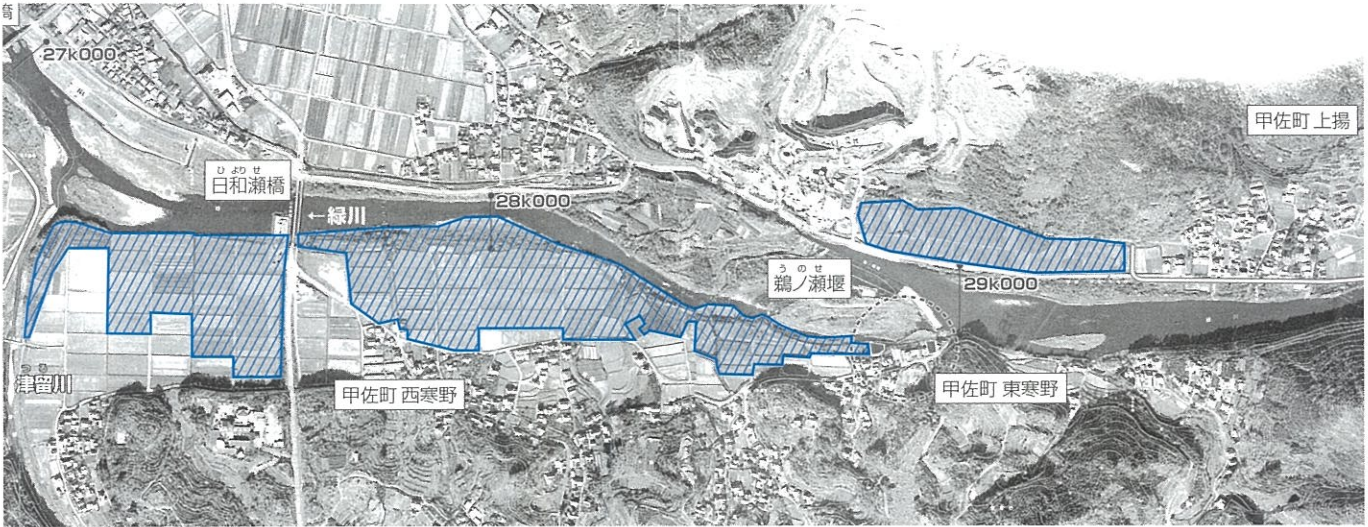 27k000
甲佐町 上揚
ひよりせ
日和瀬橋
←緑川
28k000
うのせ
鵜ノ瀬堰
29k000
つる
津留川
甲佐町 西寒野
甲佐町 東寒野